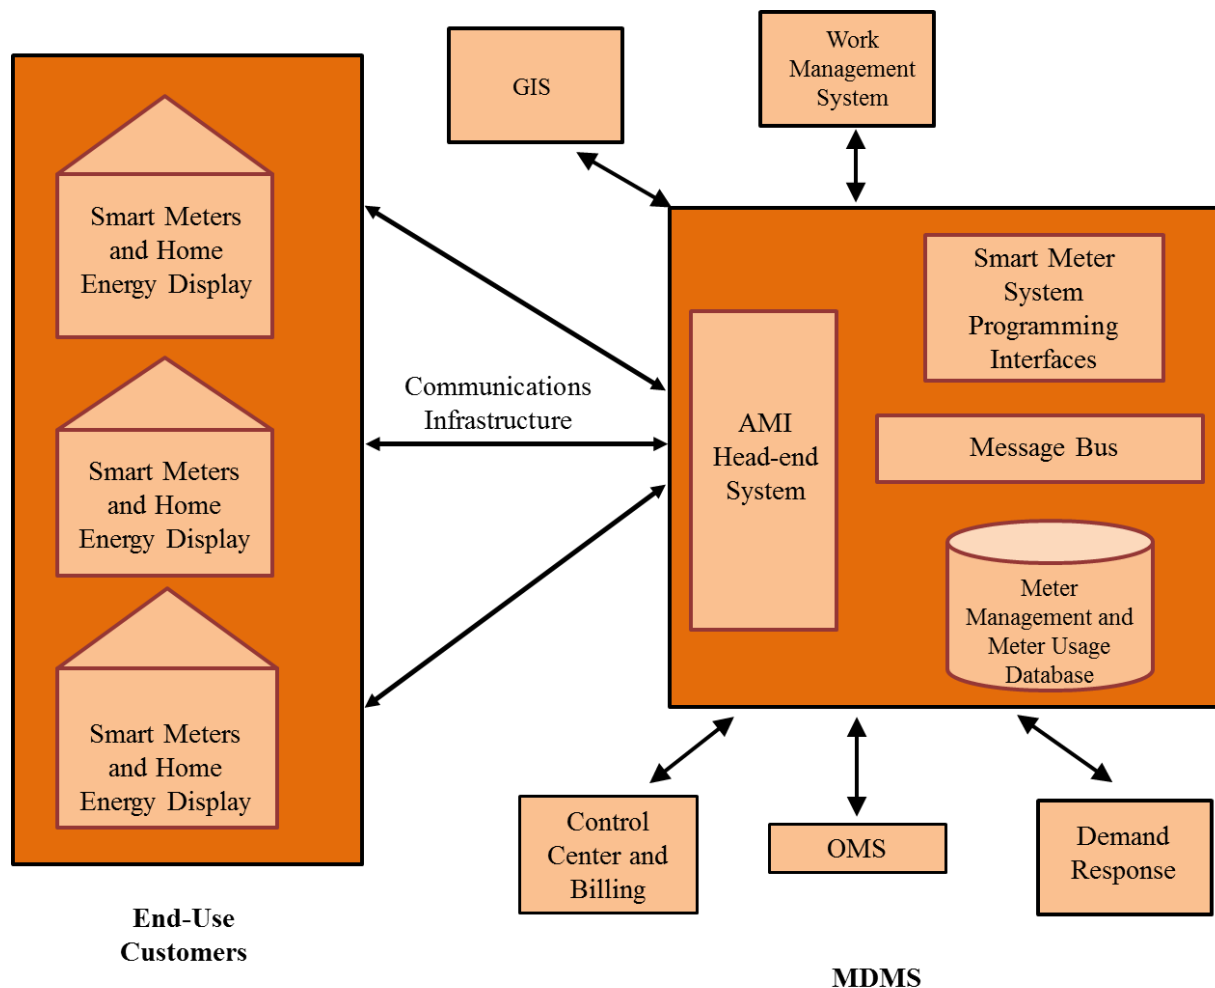 GIS
Work
Management
System
Smart Meters
and Home
Energy Display
Smart Meters
and Home
Energy Display
Smart Meters
and Home
Energy Display
End-Use
Customers
Communications
Infrastructure
AMI
Head-end
System
Smart Meter
System
Programming
Interfaces
Message Bus
Meter
Management and
Meter Usage
Database
Control
Center and
Billing
OMS
Demand
Response
MDMS